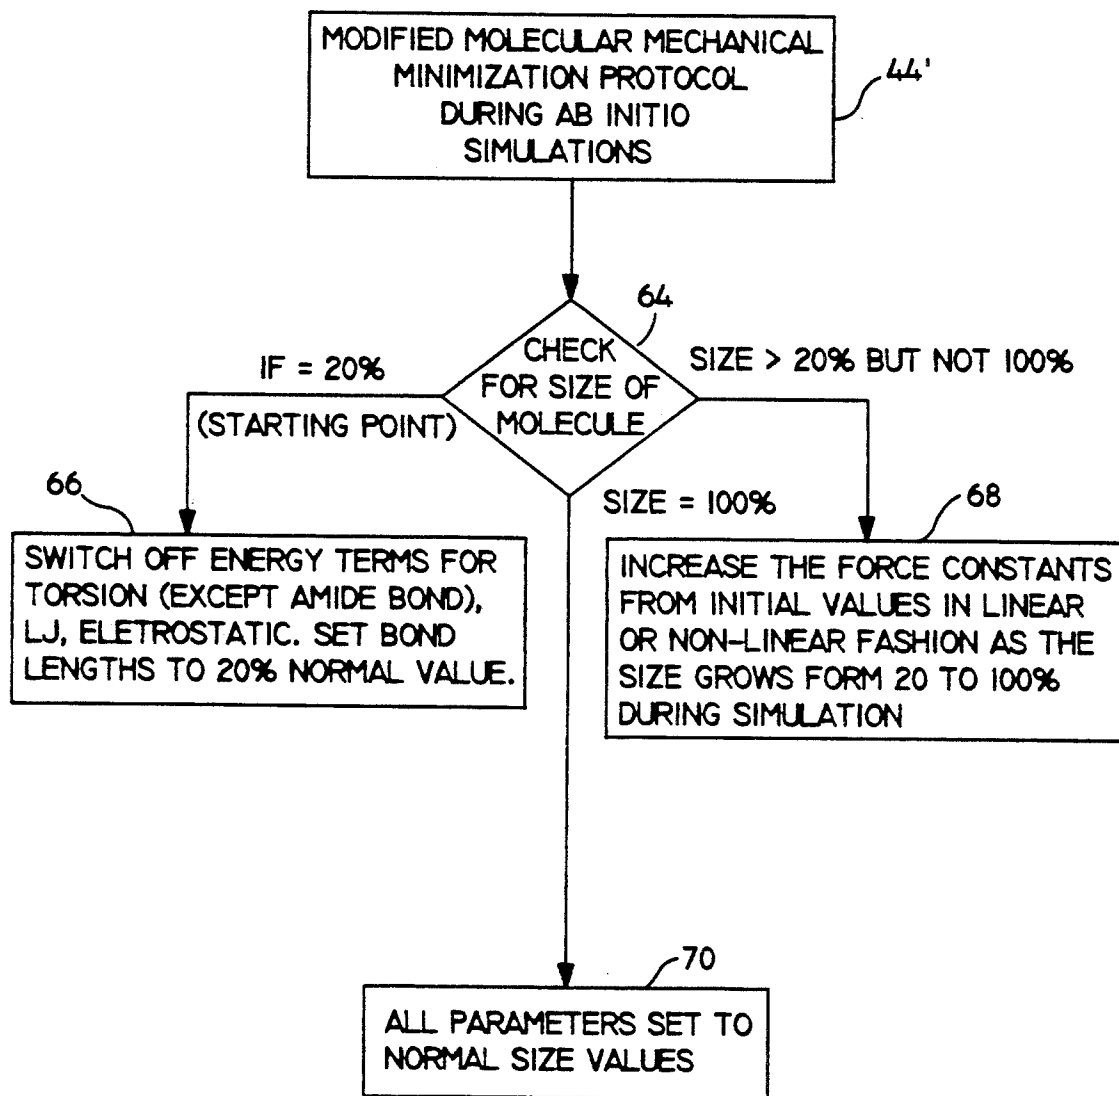 MODIFIED MOLECULAR MECHANICAL
MINIMIZATION PROTOCOL
DURING AB INITIO
SIMULATIONS
44'
64
CHECK
FOR SIZE OF
MOLECULE
IF = 20%
(STARTING POINT)
SIZE > 20% BUT NOT 100%
SIZE = 100%
66
SWITCH OFF ENERGY TERMS FOR
TORSION (EXCEPT AMIDE BOND),
LJ, ELETROSTATIC. SET BOND
LENGTHS TO 20% NORMAL VALUE.
68
INCREASE THE FORCE CONSTANTS
FROM INITIAL VALUES IN LINEAR
OR NON-LINEAR FASHION AS THE
SIZE GROWS FORM 20 TO 100%
DURING SIMULATION
70
ALL PARAMETERS SET TO
NORMAL SIZE VALUES